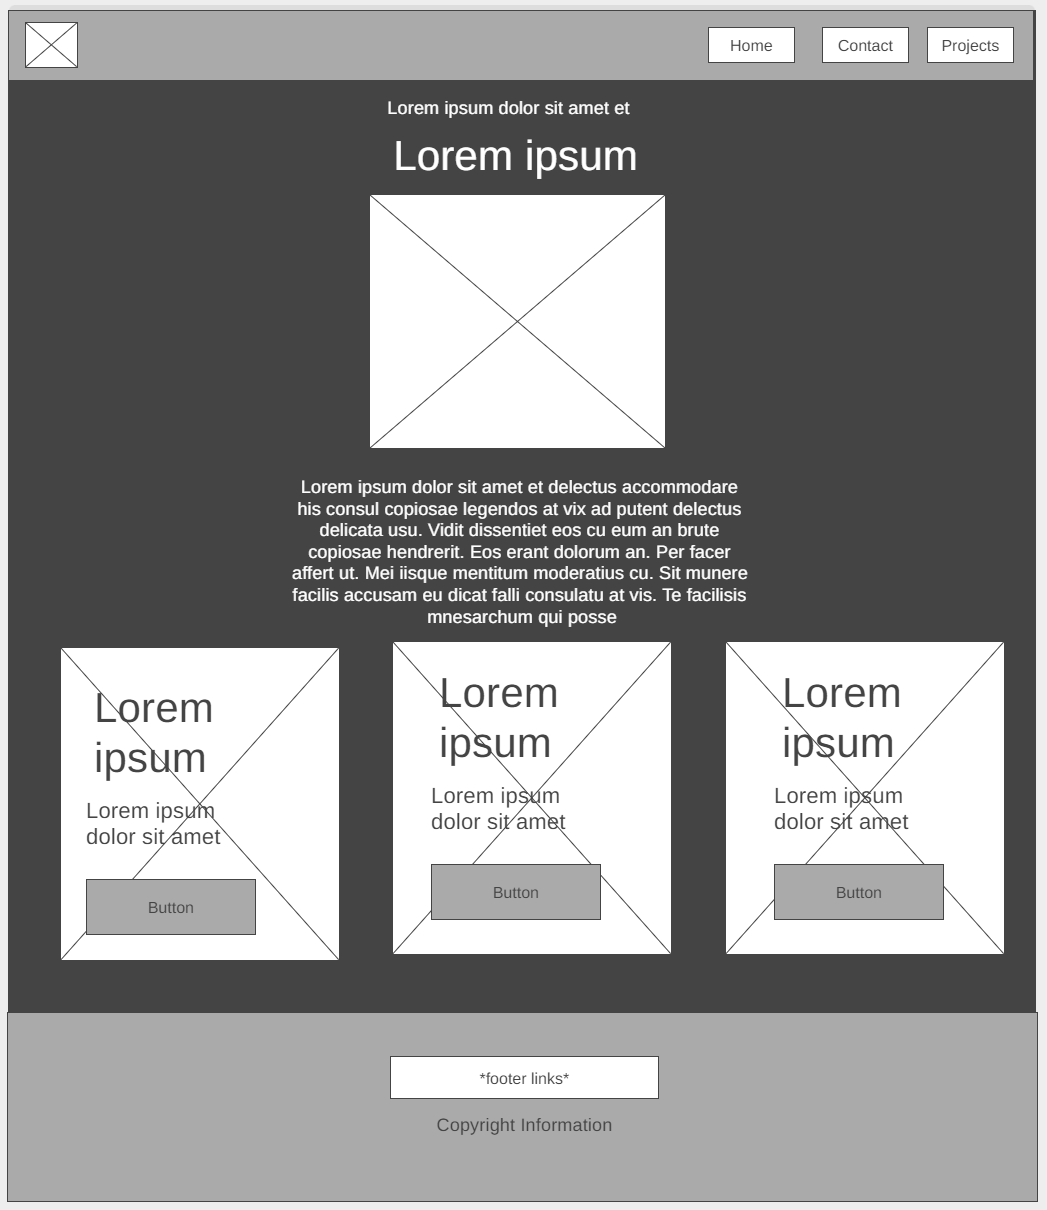 Home
Contact
Projects
Lorem ipsum dolor sit amet et
Lorem ipsum
Lorem ipsum dolor sit amet et delectus accommodare
his consul copiosae legendos at vix ad putent delectus
delicata usu. Vidit dissentiet eos cu eum an brute
copiosae hendrerit. Eos erant dolorum an. Per facer
affert ut. Mei iisque mentitum moderatius cu. Sit munere
facilis accusam eu dicat falli consulatu at vis. Te facilisis
mnesarchum qui posse
Lorem
ipsum
Lorem ipsum
dolor sit amet
Button
Lorem
ipsum
Lorem ipsum
dolor sit amet
Button
Lorem
ipsum
Lorem ipsum
dolor sit amet
Button
*footer links*
Copyright Information